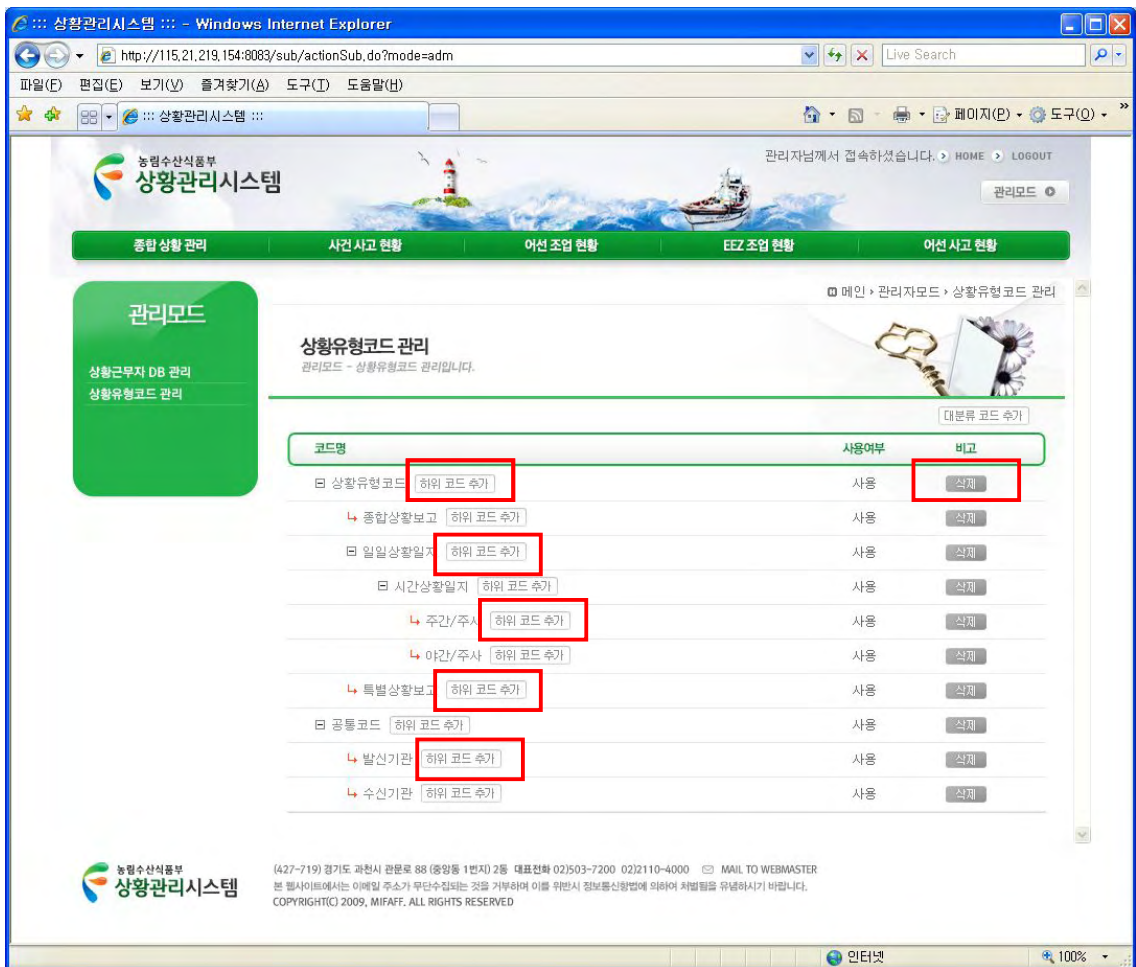 ::: 상황관리시스템 ::: - Windows Internet Explorer
http://115,21,219,154:8083/sub/actionSub,do?mode=adm
Live Search
파일(F) 편집(E) 보기(V) 즐겨찾기(A) 도구(T) 도움말(H)
::: 상황관리시스템 :::
페이지(P) 도구(O)
농림수산식품부
상황관리시스템
관리자님께서 접속하셨습니다. HOME LOGOUT
관리모드
종합 상황 관리 사건 사고 현황 어선 조업 현황 EEZ 조업 현황 어선 사고 현황
메인 > 관리자모드 > 상황유형코드 관리
관리모드
상황근무자 DB 관리
상황유형코드 관리
상황유형코드 관리
관리모드 - 상황유형코드 관리입니다.
대분류 코드 추가
코드명 사용여부 비고
상황유형코드 하위 코드 추가 사용 삭제
종합상황보고 하위 코드 추가 사용 삭제
일일상황일지 하위 코드 추가 사용 삭제
시간상황일지 하위 코드 추가 사용 삭제
주간/주사 하위 코드 추가 사용 삭제
야간/주사 하위 코드 추가 사용 삭제
특별상황보고 하위 코드 추가 사용 삭제
공통코드 하위 코드 추가 사용 삭제
발신기관 하위 코드 추가 사용 삭제
수신기관 하위 코드 추가 사용 삭제
농림수산식품부
상황관리시스템
(427-719) 경기도 과천시 관문로 88 (중앙동 1번지) 2동 대표전화 02)503-7200 02)2110-4000 MAIL TO WEBMASTER
본 웹사이트에서는 이메일 주소가 무단수집되는 것을 거부하며 이를 위반시 정보통신향법에 의하여 처벌됨을 유념하시기 바랍니다.
COPYRIGHT(C) 2009, MIFAFF. ALL RIGHTS RESERVED
인터넷 100%